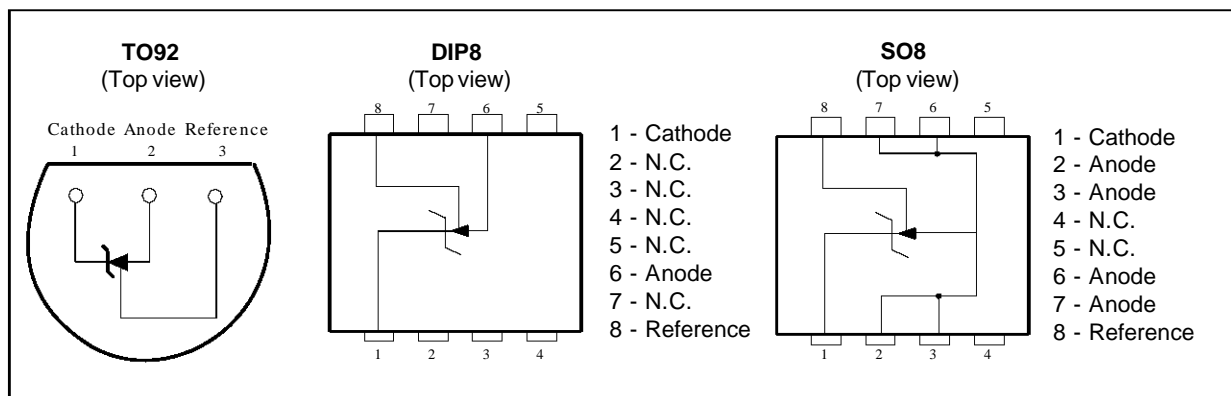 TO92
(Top view)
Cathode Anode Reference
1 2 3
DIP8
(Top view)
8 7 6 5
1 2 3 4
1 - Cathode
2 - N.C.
3 - N.C.
4 - N.C.
5 - N.C.
6 - Anode
7 - N.C.
8 - Reference
SO8
(Top view)
8 7 6 5
1 2 3 4
1 - Cathode
2 - Anode
3 - Anode
4 - N.C.
5 - N.C.
6 - Anode
7 - Anode
8 - Reference